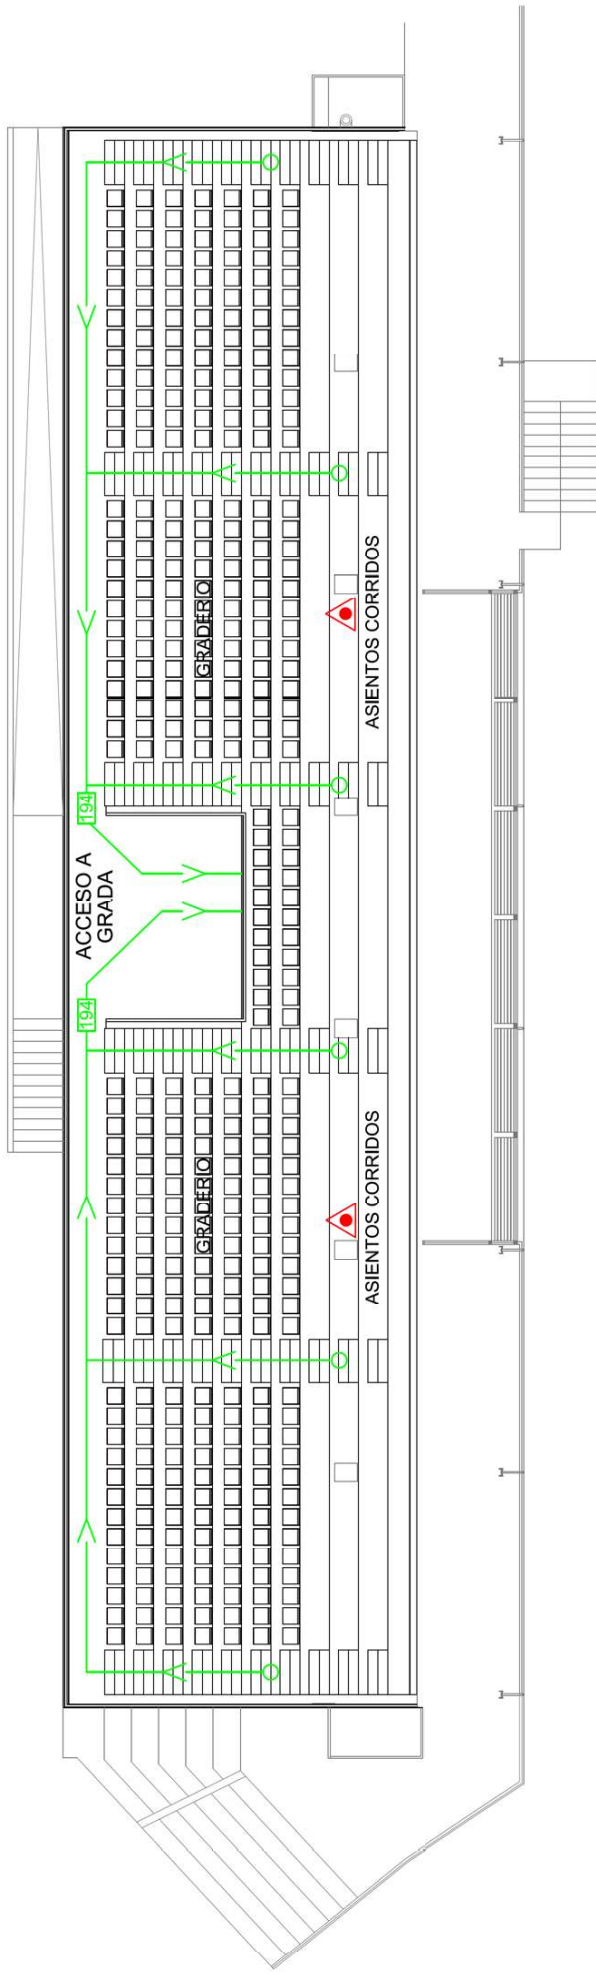 194
ACCESO A
GRADA
194
GRADERIO
GRADERIO
ASIENTOS CORRIDOS
ASIENTOS CORRIDOS